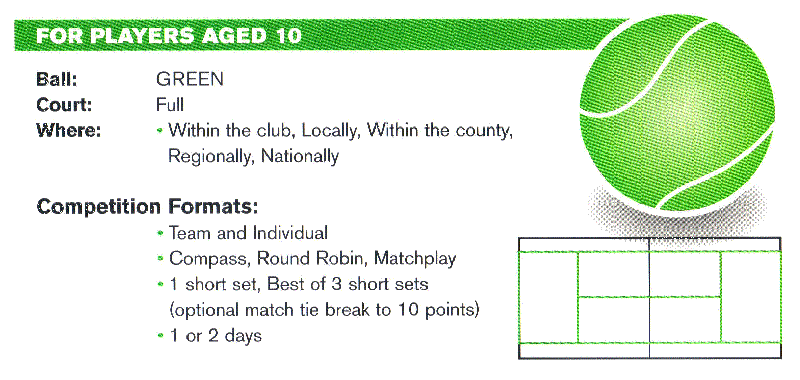 FOR PLAYERS AGED 10
Ball: GREEN
Court: Full
Where: • Within the club, Locally, Within the county,
Regionally, Nationally
Competition Formats:
• Team and Individual
• Compass, Round Robin, Matchplay
• 1 short set, Best of 3 short sets
(optional match tie break to 10 points)
• 1 or 2 days